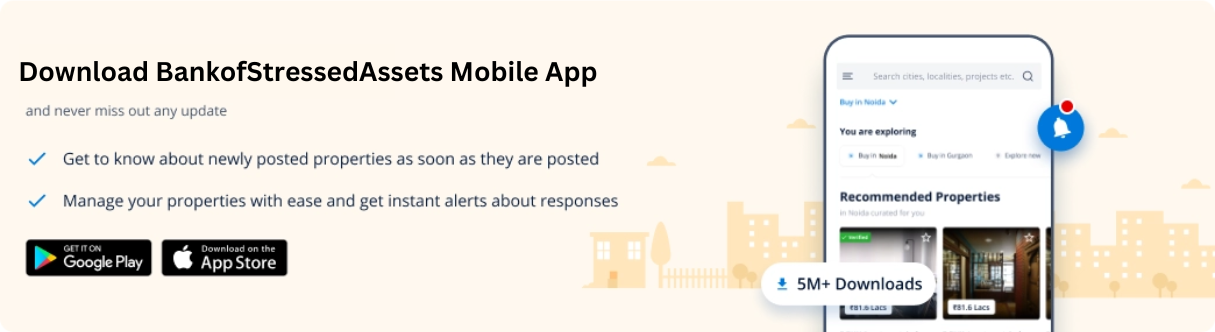 Download BankofStressedAssets Mobile App
and never miss out any update
Get to know about newly posted properties as soon as they are posted
Manage your properties with ease and get instant alerts about responses
GET IT ON
Google Play
Download on the
App Store
Search cities, localities, projects etc.
Buy in Noida
You are exploring
Buy in Noida
Buy in Gurgaon
Explore new
Recommended Properties
In Noida curated for you
Verified
5M+ Downloads
₹81.6 Lacs
₹81.6 Lacs